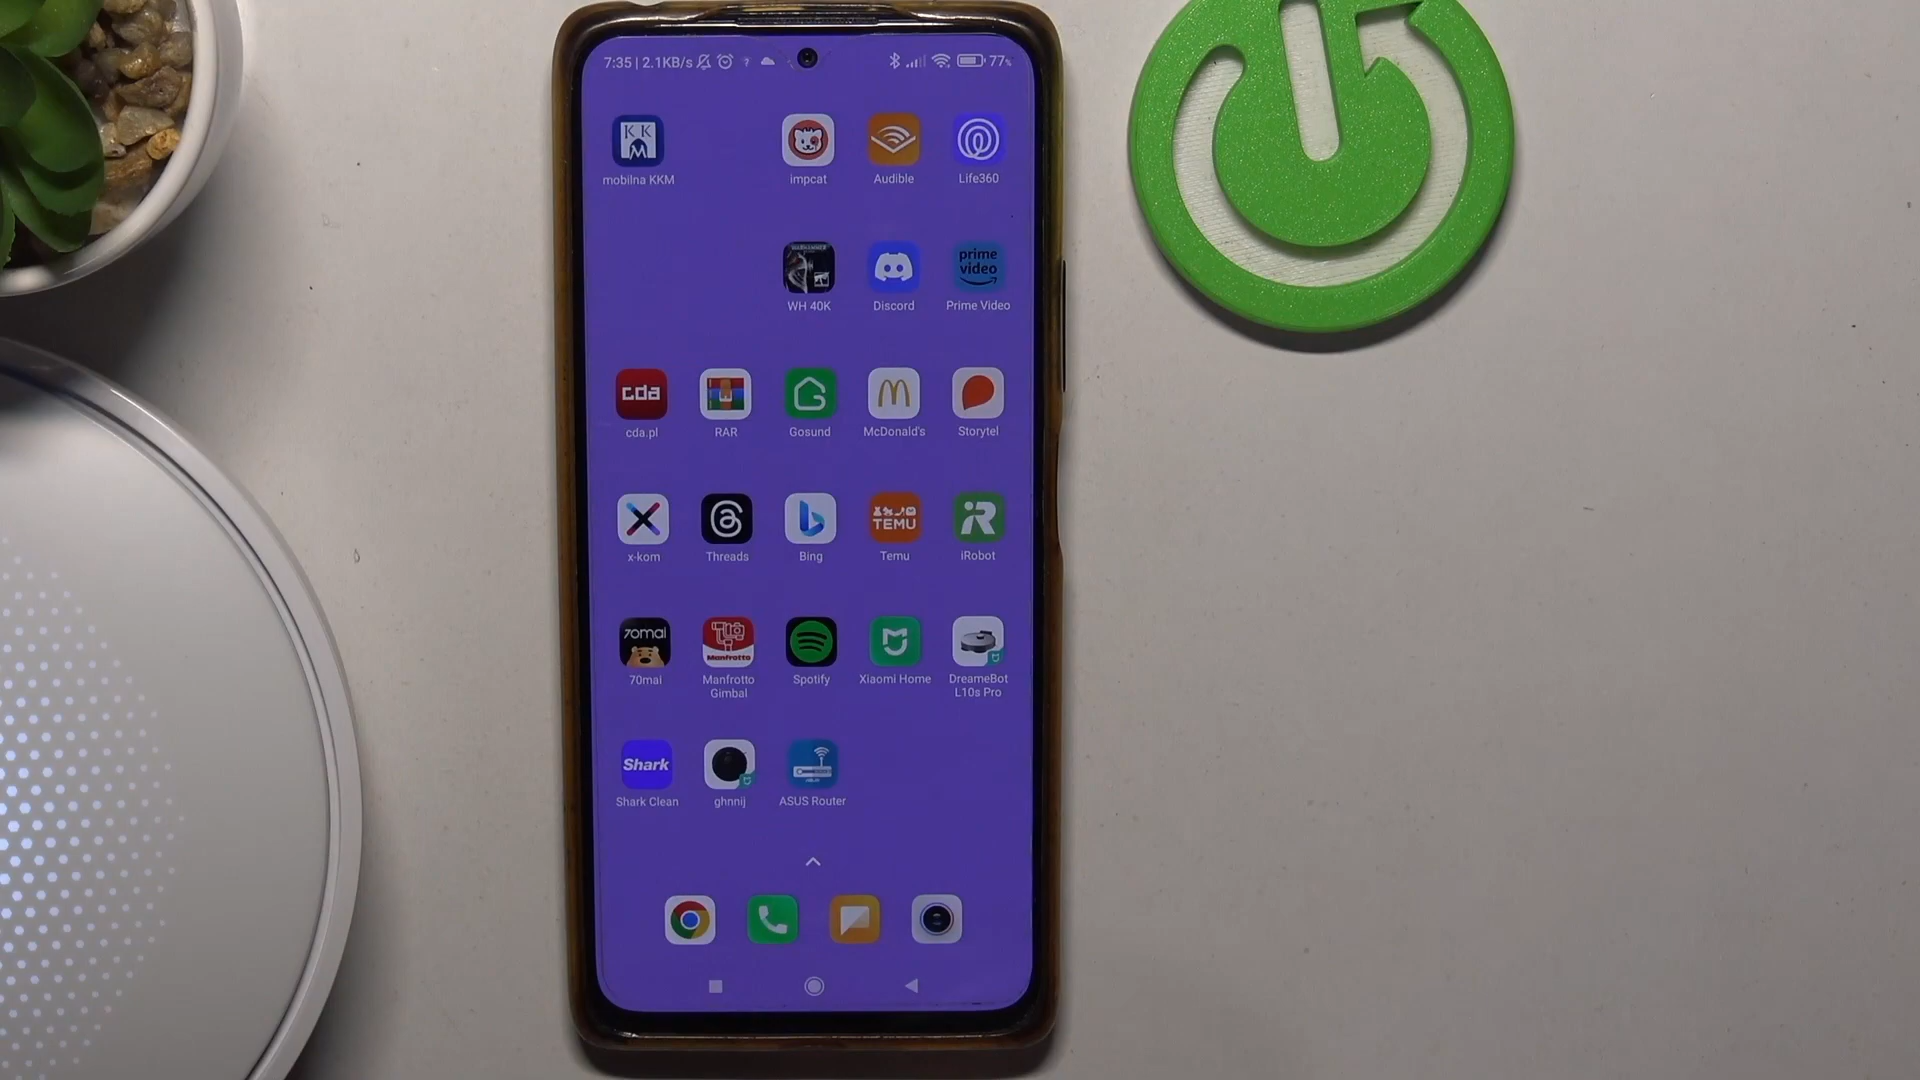 7:35 | 2.1KB/s
77%
K K
M
mobilna KKM
impcat
Audible
Life360
WARHAMMER
prime
video
WH 40K
Discord
Prime Video
cda
cda.pl
RAR
Gosund
McDonald's
Storytel
TEMU
iR
x-kom
Threads
Bing
Temu
iRobot
70mai
Manfrotto
70mai
Manfrotto
Gimbal
Spotify
Xiaomi Home
DreameBot
L10s Pro
Shark
Shark Clean
ghnnij
ASUS Router